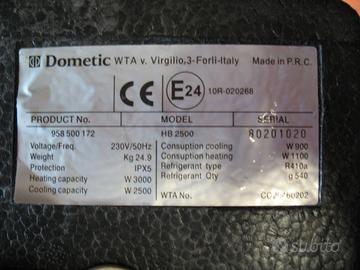 Dometic WTA v. Virgilio,3-Forli-Italy Made in P.R.C.
CE E24 10R-020268
PRODUCT No. MODEL SERIAL
958 500 172 HB 2500 80201020
Voltage/Freq. 230V/50Hz Consuption cooling W 900
Weight Kg 24.9 Consuption heating W 1100
Protection IPX5 Refrigerant type R410a
Heating capacity W 3000 Refrigerant Qty g 540
Cooling capacity W 2500
WTA No.
subito